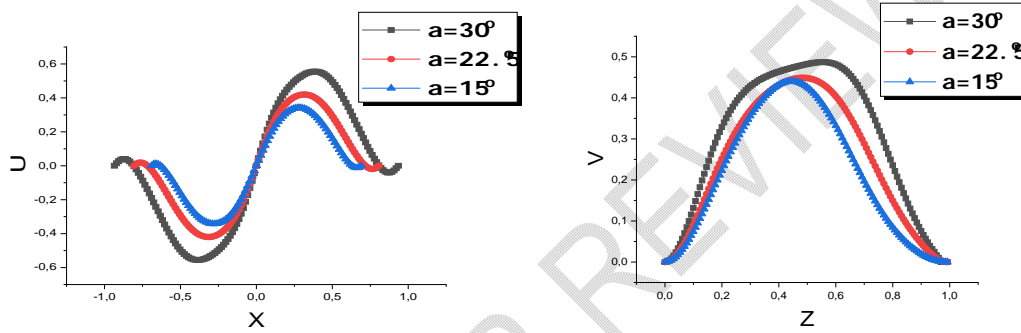 a=30º
a=22.5º
a=15º
0,6
0,4
0,2
0,0
-0,2
-0,4
-0,6
U
-1,0 -0,5 0,0 0,5 1,0
X
a=30º
a=22.5º
a=15º
0,5
0,4
0,3
0,2
0,1
0,0
V
0,0 0,2 0,4 0,6 0,8 1,0
Z
REVIEW